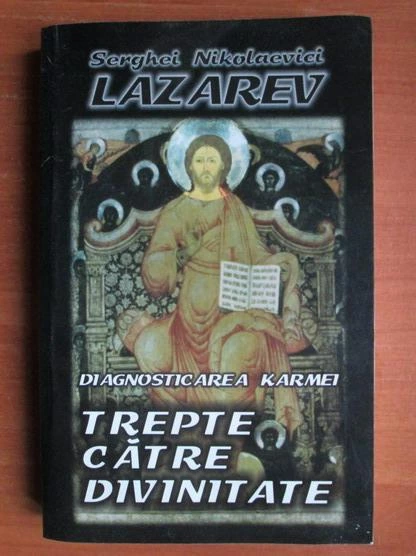 Serghei Nikolaevici
LAZAREV
DIAGNOSTICAREA KARMEI
TREPTE
CĂTRE
DIVINITATE